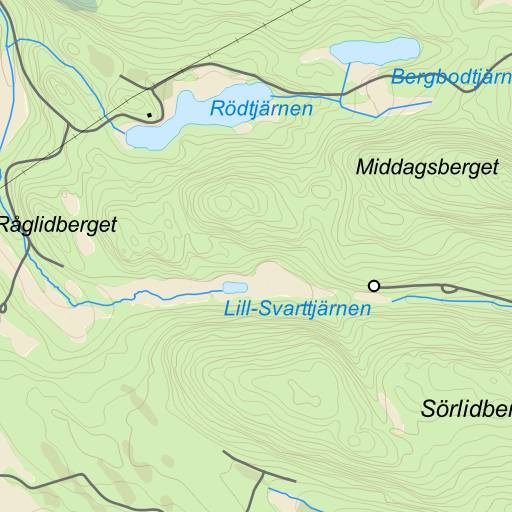 Bergbodtjärn
Rödtjärnen
Middagsberget
Råglidberget
Lill-Svarttjärnen
Sörlidber